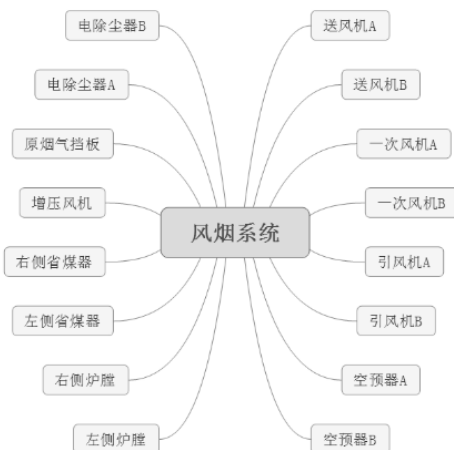 电除尘器B
送风机A
电除尘器A
送风机B
原烟气挡板
一次风机A
增压风机
一次风机B
风烟系统
右侧省煤器
引风机A
左侧省煤器
引风机B
右侧炉膛
空预器A
左侧炉膛
空预器B